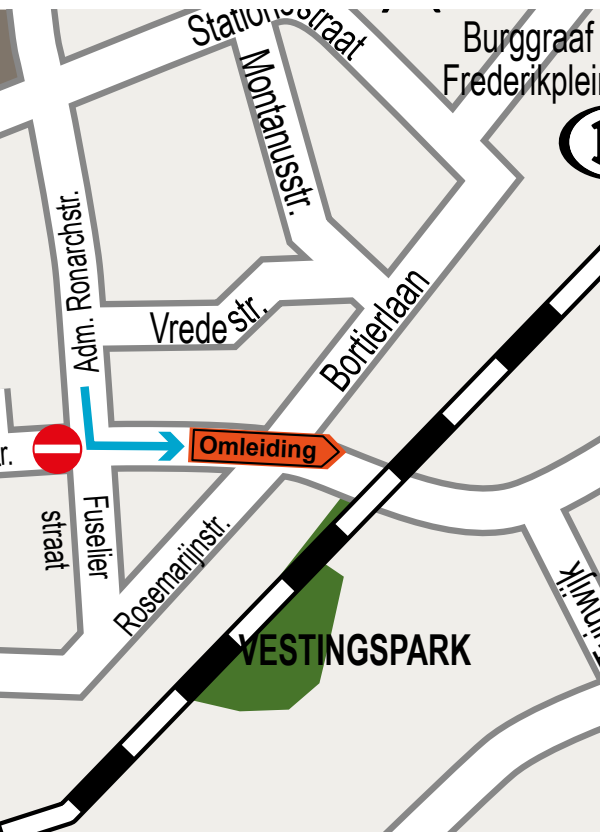 Stationsstraat
Burggraaf
Frederikplein
Montanusstr.
Adm. Ronarchstr.
Vrede str.
Bortierlaan
Omleiding
r.
Fuselier
straat
Rosemarijnstr.
VESTINGSPARK